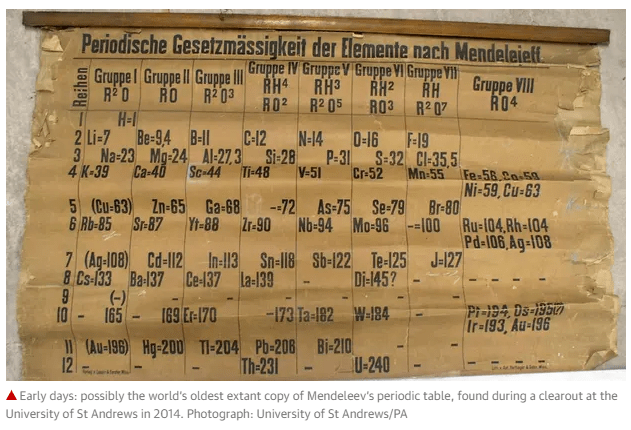 Periodische Gesetzmässigkeit der Elemente nach Mendelejeff
Reihen
Gruppe I Gruppe II Gruppe III Gruppe IV Gruppe V Gruppe VI Gruppe VII Gruppe VIII
RH⁴ RH³ RH² RH
R²O RO R²O³ RO² R²O⁵ RO³ R²O⁷ RO⁴
1 H=1
2 Li=7 Be=9,4 B=11 C=12 N=14 O=16 F=19
3 Na=23 Mg=24 Al=27,3 Si=28 P=31 S=32 Cl=35,5
4 K=39 Ca=40 Sc=44 Ti=48 V=51 Cr=52 Mn=55 Fe=56, Co=59
Ni=59, Cu=63
5 (Cu=63) Zn=65 Ga=68 -=72 As=75 Se=79 Br=80
6 Rb=85 Sr=87 Yt=88 Zr=90 Nb=94 Mo=96 -=100 Ru=104, Rh=104
Pd=106, Ag=108
7 (Ag=108) Cd=112 In=113 Sn=118 Sb=122 Te=125 J=127
8 Cs=133 Ba=137 Ce=137 La=139 - Di=145? - - - - -
9 (-) - - - - - -
10 - 165 - 169 Er=170 -173 Ta=182 W=184 - Pt=194, Os=195(?)
Ir=193, Au=196
11 (Au=196) Hg=200 Tl=204 Pb=206 Bi=210 - -
12 - - - Th=231 - U=240 - - - - -
▲ Early days: possibly the world's oldest extant copy of Mendeleev's periodic table, found during a clearout at the
University of St Andrews in 2014. Photograph: University of St Andrews/PA